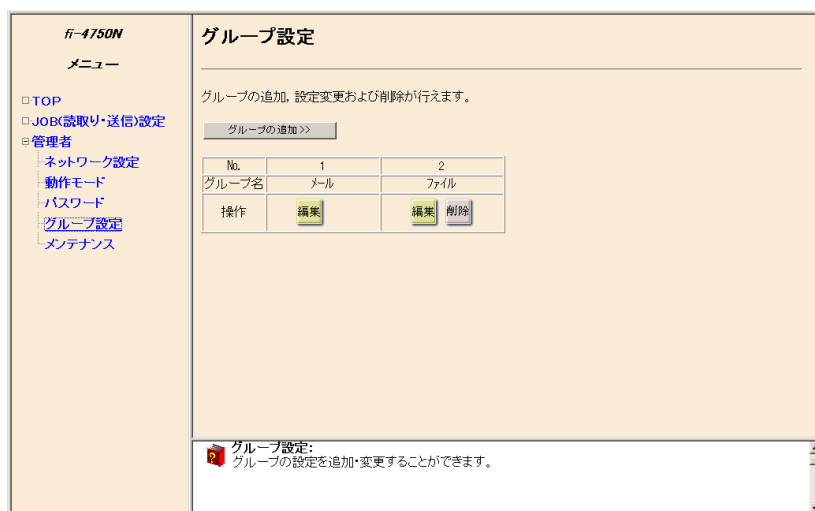 fi-4750N
メニュー
TOP
JOB(読取り・送信)設定
管理者
ネットワーク設定
動作モード
パスワード
グループ設定
メンテナンス
グループ設定
グループの追加, 設定変更および削除が行えます。
グループの追加>>
No. 1 2
グループ名 メール ファイル
操作 編集 編集 削除
グループ設定:
グループの設定を追加・変更することができます。